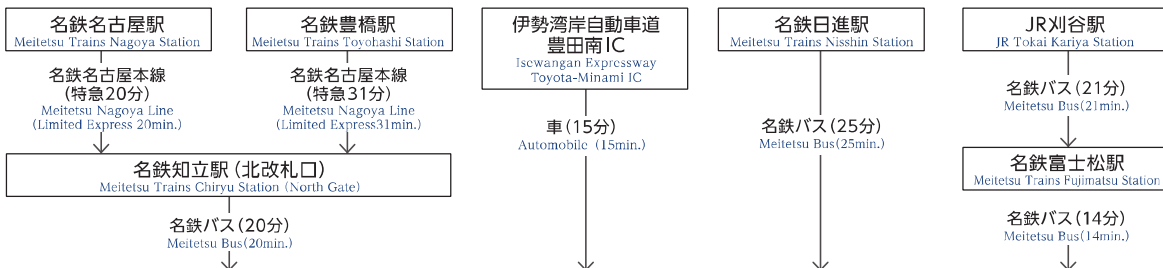 名鉄名古屋駅
Meitetsu Trains Nagoya Station
名鉄名古屋本線
(特急20分)
Meitetsu Nagoya Line
(Limited Express 20min.)
名鉄豊橋駅
Meitetsu Trains Toyohashi Station
名鉄名古屋本線
(特急31分)
Meitetsu Nagoya Line
(Limited Express31min.)
名鉄知立駅(北改札口)
Meitetsu Trains Chiryu Station (North Gate)
名鉄バス(20分)
Meitetsu Bus(20min.)
伊勢湾岸自動車道
豊田南IC
Isewangan Expressway
Toyota-Minami IC
車(15分)
Automobile (15min.)
名鉄日進駅
Meitetsu Trains Nisshin Station
名鉄バス(25分)
Meitetsu Bus(25min.)
JR刈谷駅
JR Tokai Kariya Station
名鉄バス(21分)
Meitetsu Bus(21min.)
名鉄富士松駅
Meitetsu Trains Fujimatsu Station
名鉄バス(14分)
Meitetsu Bus(14min.)